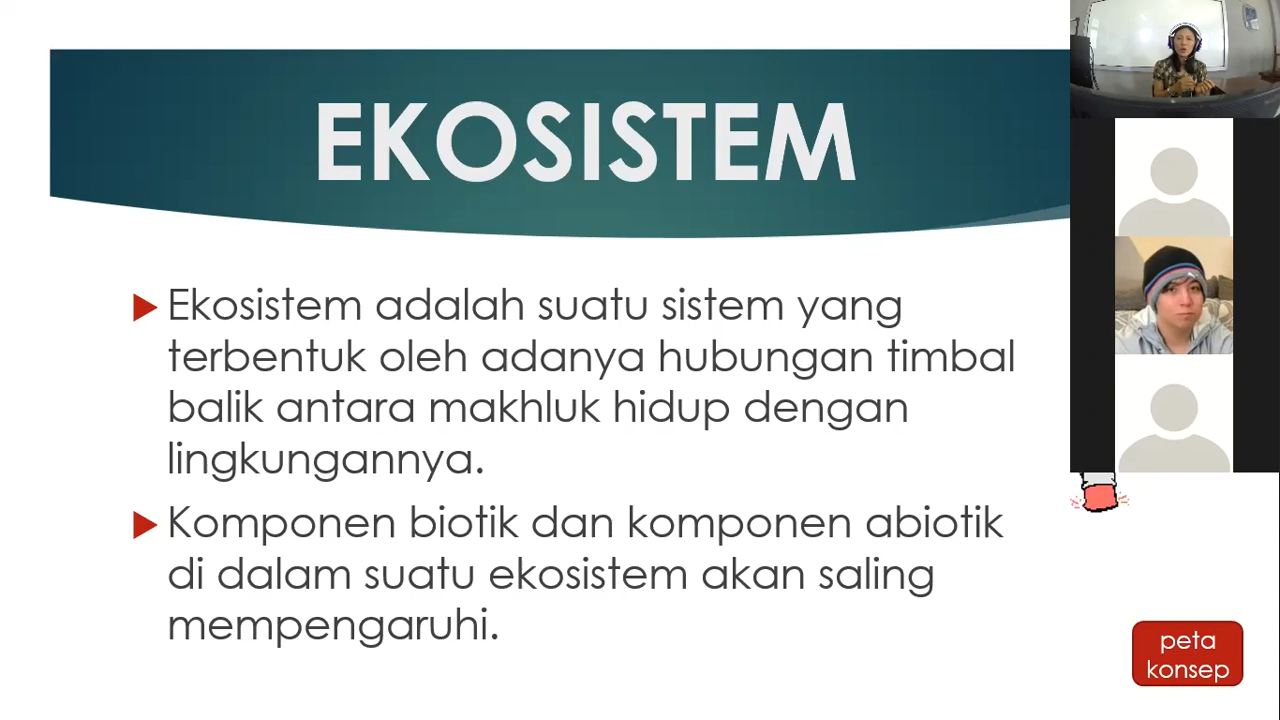 EKOSISTEM
Ekosistem adalah suatu sistem yang
terbentuk oleh adanya hubungan timbal
balik antara makhluk hidup dengan
lingkungannya.
Komponen biotik dan komponen abiotik
di dalam suatu ekosistem akan saling
mempengaruhi.
peta
konsep